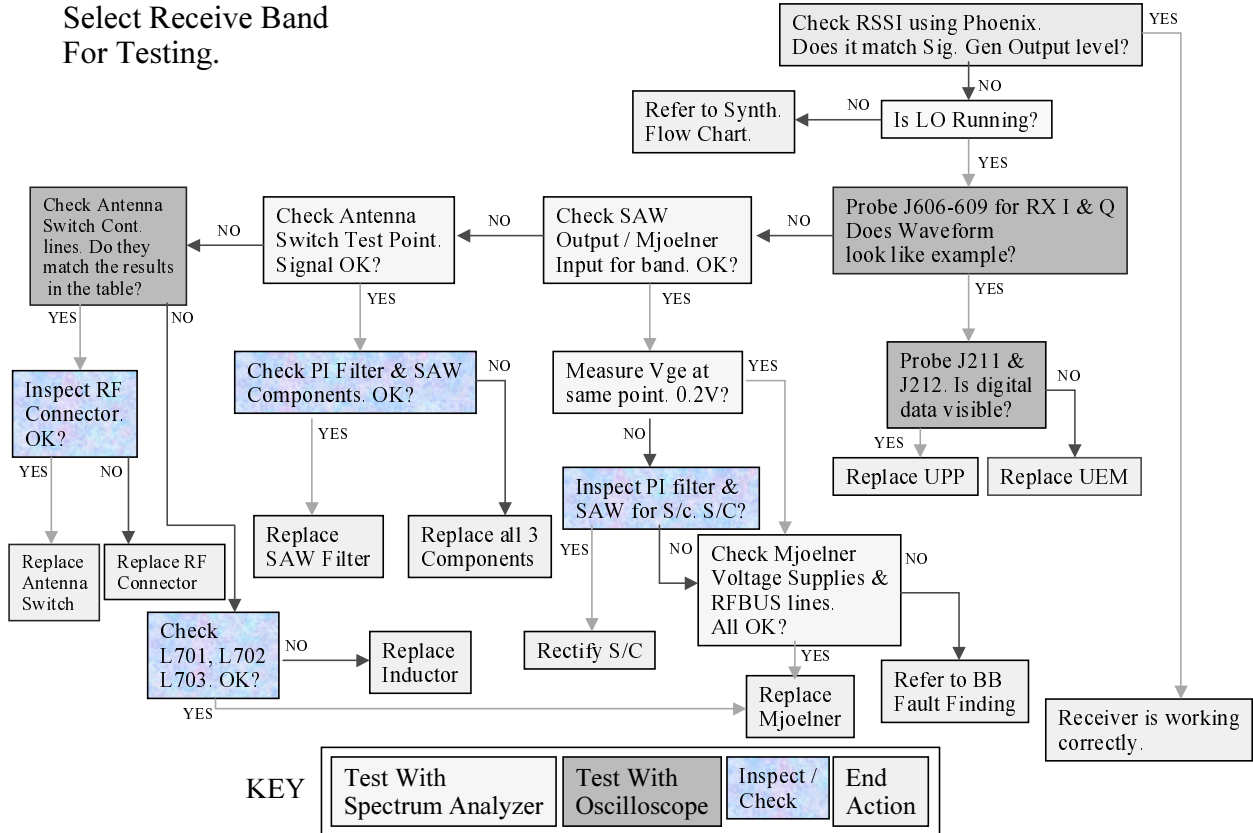 Select Receive Band
For Testing.
Check RSSI using Phoenix.
Does it match Sig. Gen Output level?
YES
NO
Is LO Running?
NO
Refer to Synth.
Flow Chart.
YES
Probe J606-609 for RX I & Q
Does Waveform
look like example?
NO
Check SAW
Output / Mjoelner
Input for band. OK?
NO
Check Antenna
Switch Test Point.
Signal OK?
NO
Check Antenna
Switch Cont.
lines. Do they
match the results
in the table?
YES
NO
YES
YES
YES
Inspect RF
Connector.
OK?
Check PI Filter & SAW
Components. OK?
NO
Measure Vge at
same point. 0.2V?
YES
Probe J211 &
J212. Is digital
data visible?
NO
YES
YES
NO
YES
NO
Replace UPP
Replace UEM
Inspect PI filter &
SAW for S/c. S/C?
YES
NO
Replace
Antenna
Switch
Replace RF
Connector
Replace
SAW Filter
Replace all 3
Components
Check Mjoelner
Voltage Supplies &
RFBUS lines.
All OK?
NO
YES
Check
L701, L702
L703. OK?
NO
YES
Replace
Inductor
Rectify S/C
Replace
Mjoelner
Refer to BB
Fault Finding
Receiver is working
correctly.
KEY
Test With
Spectrum Analyzer
Test With
Oscilloscope
Inspect /
Check
End
Action